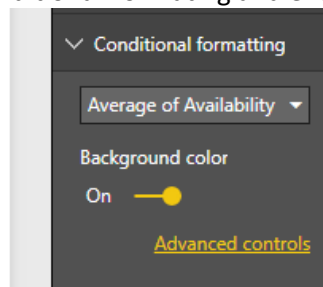 Conditional formatting
Average of Availability
Background color
On
Advanced controls